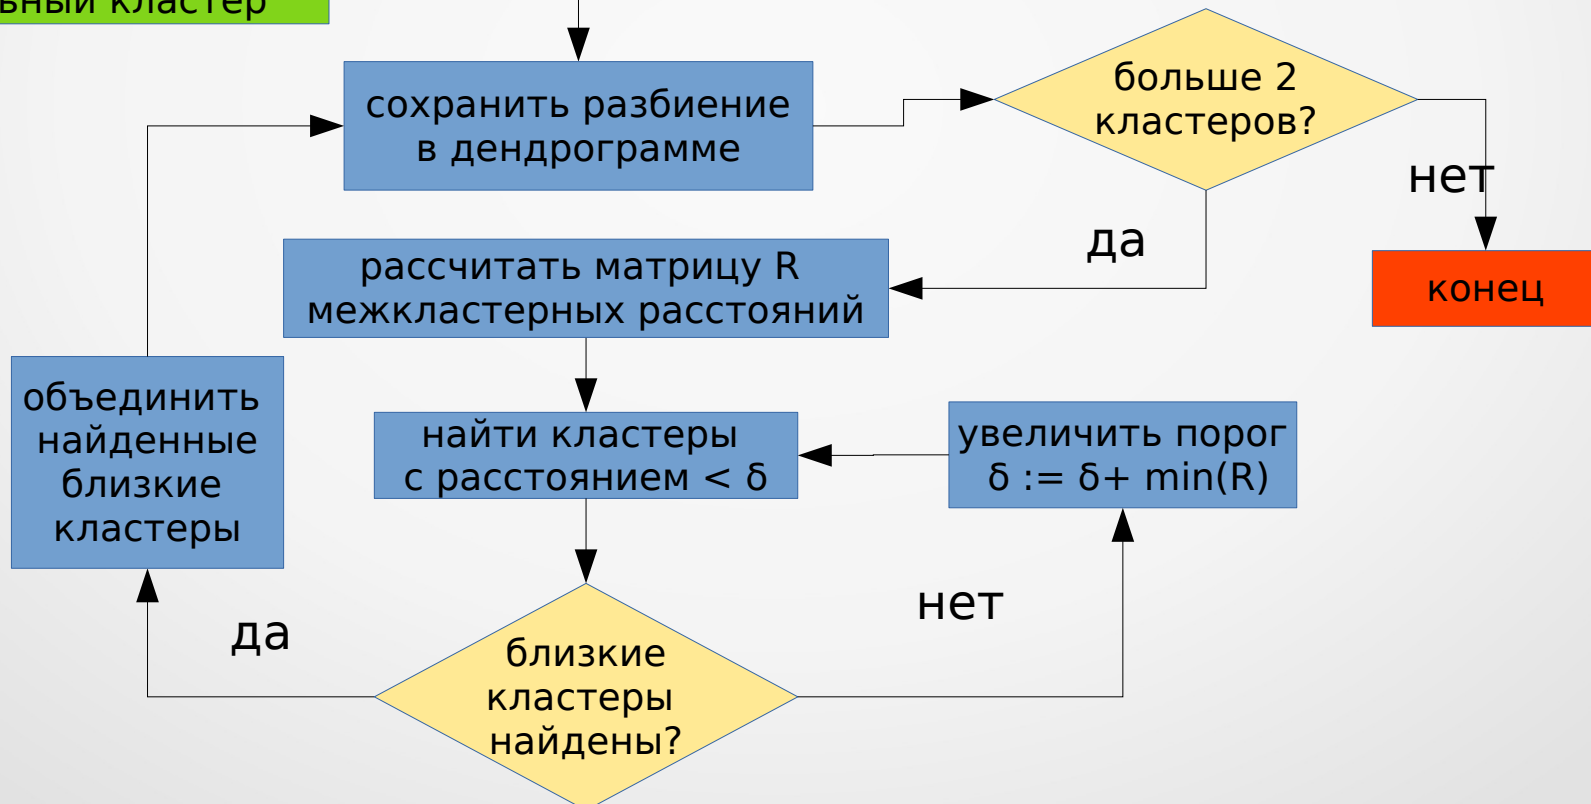 кластер
сохранить разбиение
в дендрограмме
больше 2
кластеров?
нет
да
рассчитать матрицу R
межкластерных расстояний
конец
объединить
найденные
близкие
кластеры
найти кластеры
с расстоянием < δ
увеличить порог
δ := δ+ min(R)
да
нет
близкие
кластеры
найдены?